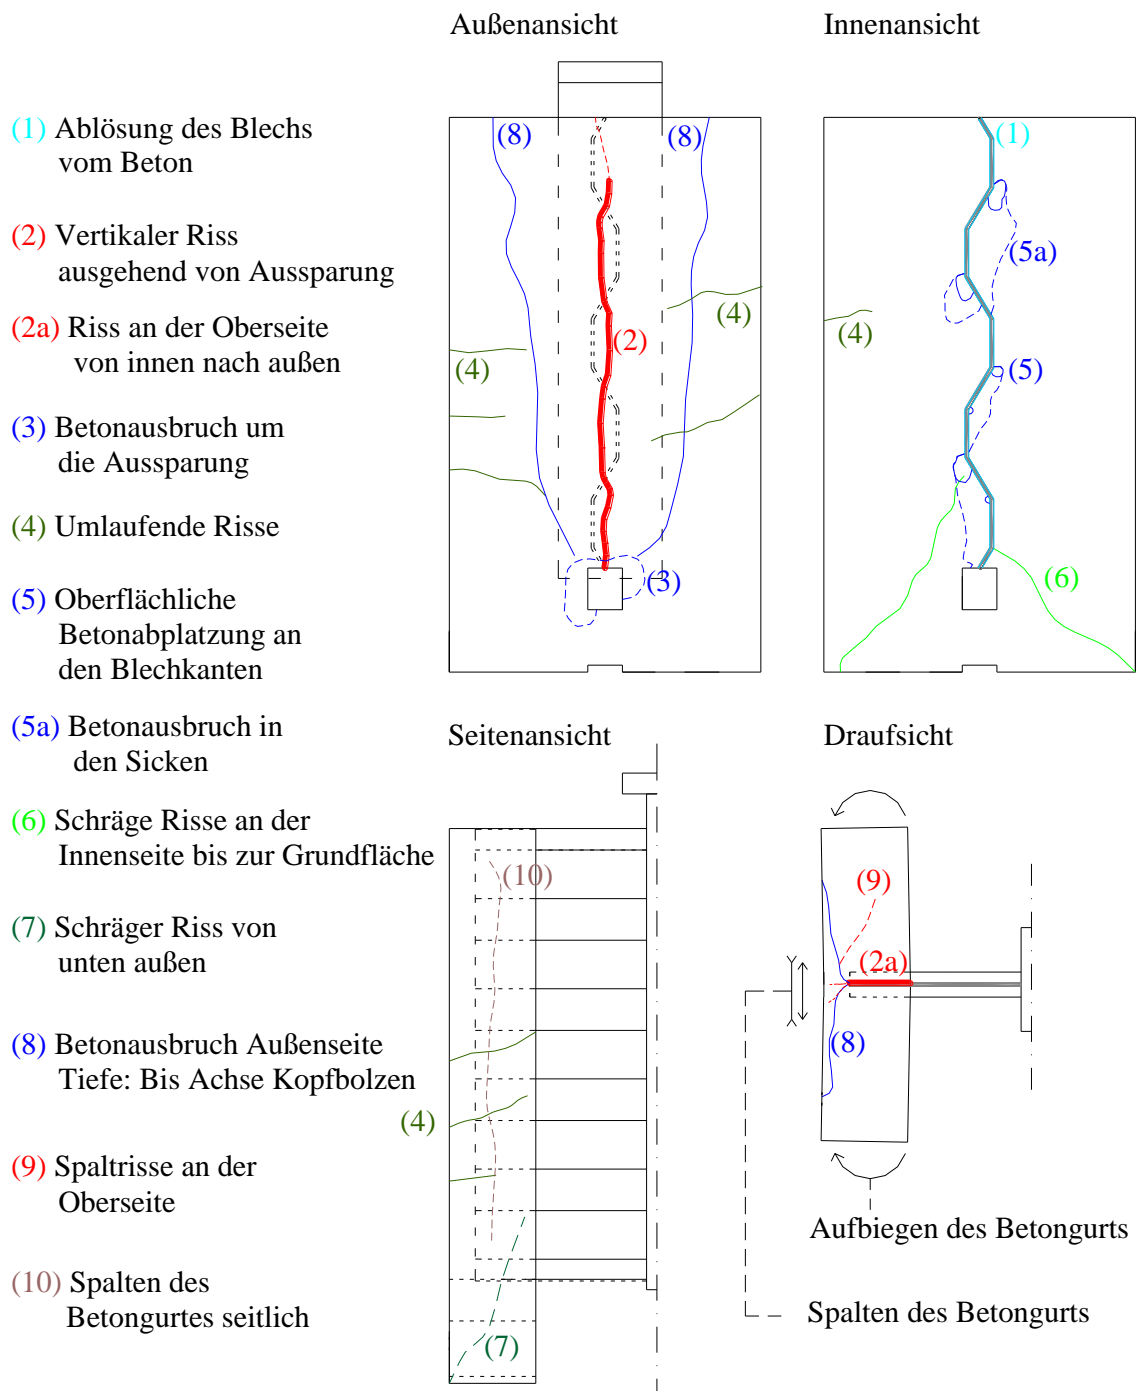 Außenansicht
Innenansicht
(1) Ablösung des Blechs
vom Beton
(2) Vertikaler Riss
ausgehend von Aussparung
(2a) Riss an der Oberseite
von innen nach außen
(3) Betonausbruch um
die Aussparung
(4) Umlaufende Risse
(5) Oberflächliche
Betonabplatzung an
den Blechkanten
(5a) Betonausbruch in
den Sicken
(6) Schräge Risse an der
Innenseite bis zur Grundfläche
(7) Schräger Riss von
unten außen
(8) Betonausbruch Außenseite
Tiefe: Bis Achse Kopfbolzen
(9) Spaltrisse an der
Oberseite
(10) Spalten des
Betongurtes seitlich
(8)
(8)
(4)
(2)
(4)
(3)
(1)
(5a)
(4)
(5)
(6)
Seitenansicht
(10)
(4)
(7)
Draufsicht
(9)
(2a)
(8)
Aufbiegen des Betongurts
Spalten des Betongurts